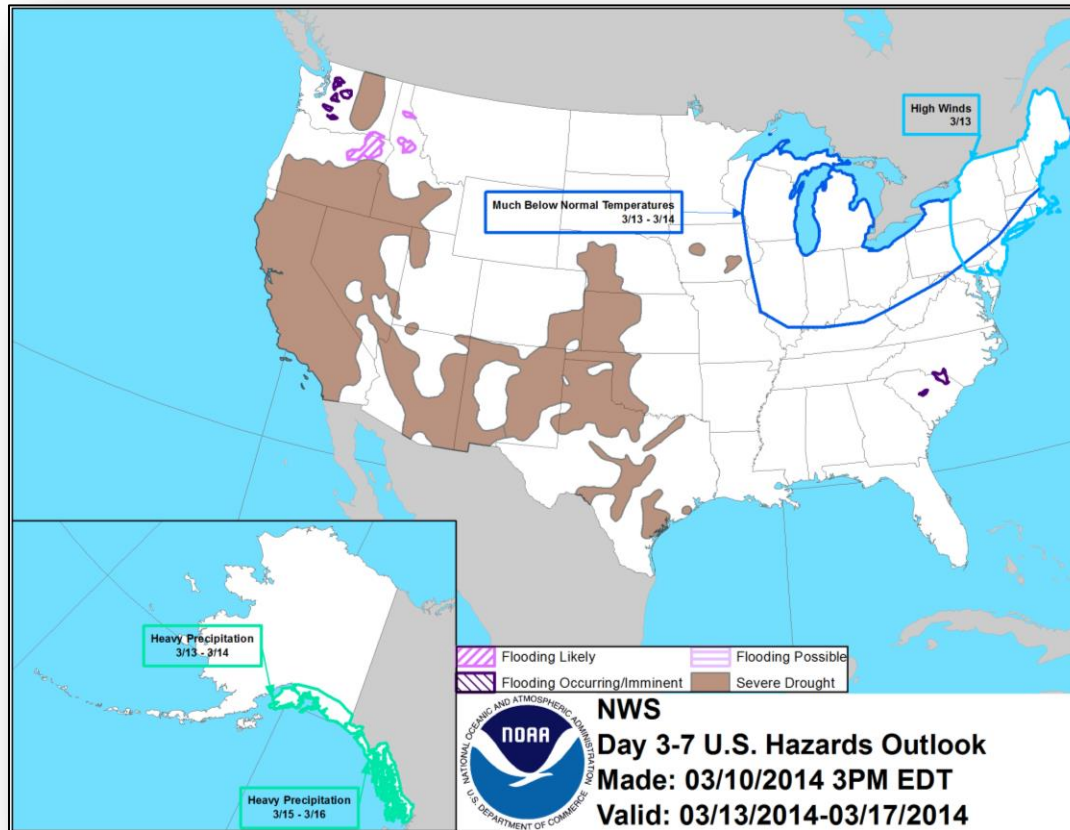 High Winds
3/13
Much Below Normal Temperatures
3/13 - 3/14
Heavy Precipitation
3/13 - 3/14
Heavy Precipitation
3/15 - 3/16
Flooding Likely
Flooding Possible
Flooding Occurring/Imminent
Severe Drought
NATIONAL OCEANIC AND ATMOSPHERIC ADMINISTRATION
NOAA
U.S. DEPARTMENT OF COMMERCE
NWS
Day 3-7 U.S. Hazards Outlook
Made: 03/10/2014 3PM EDT
Valid: 03/13/2014-03/17/2014